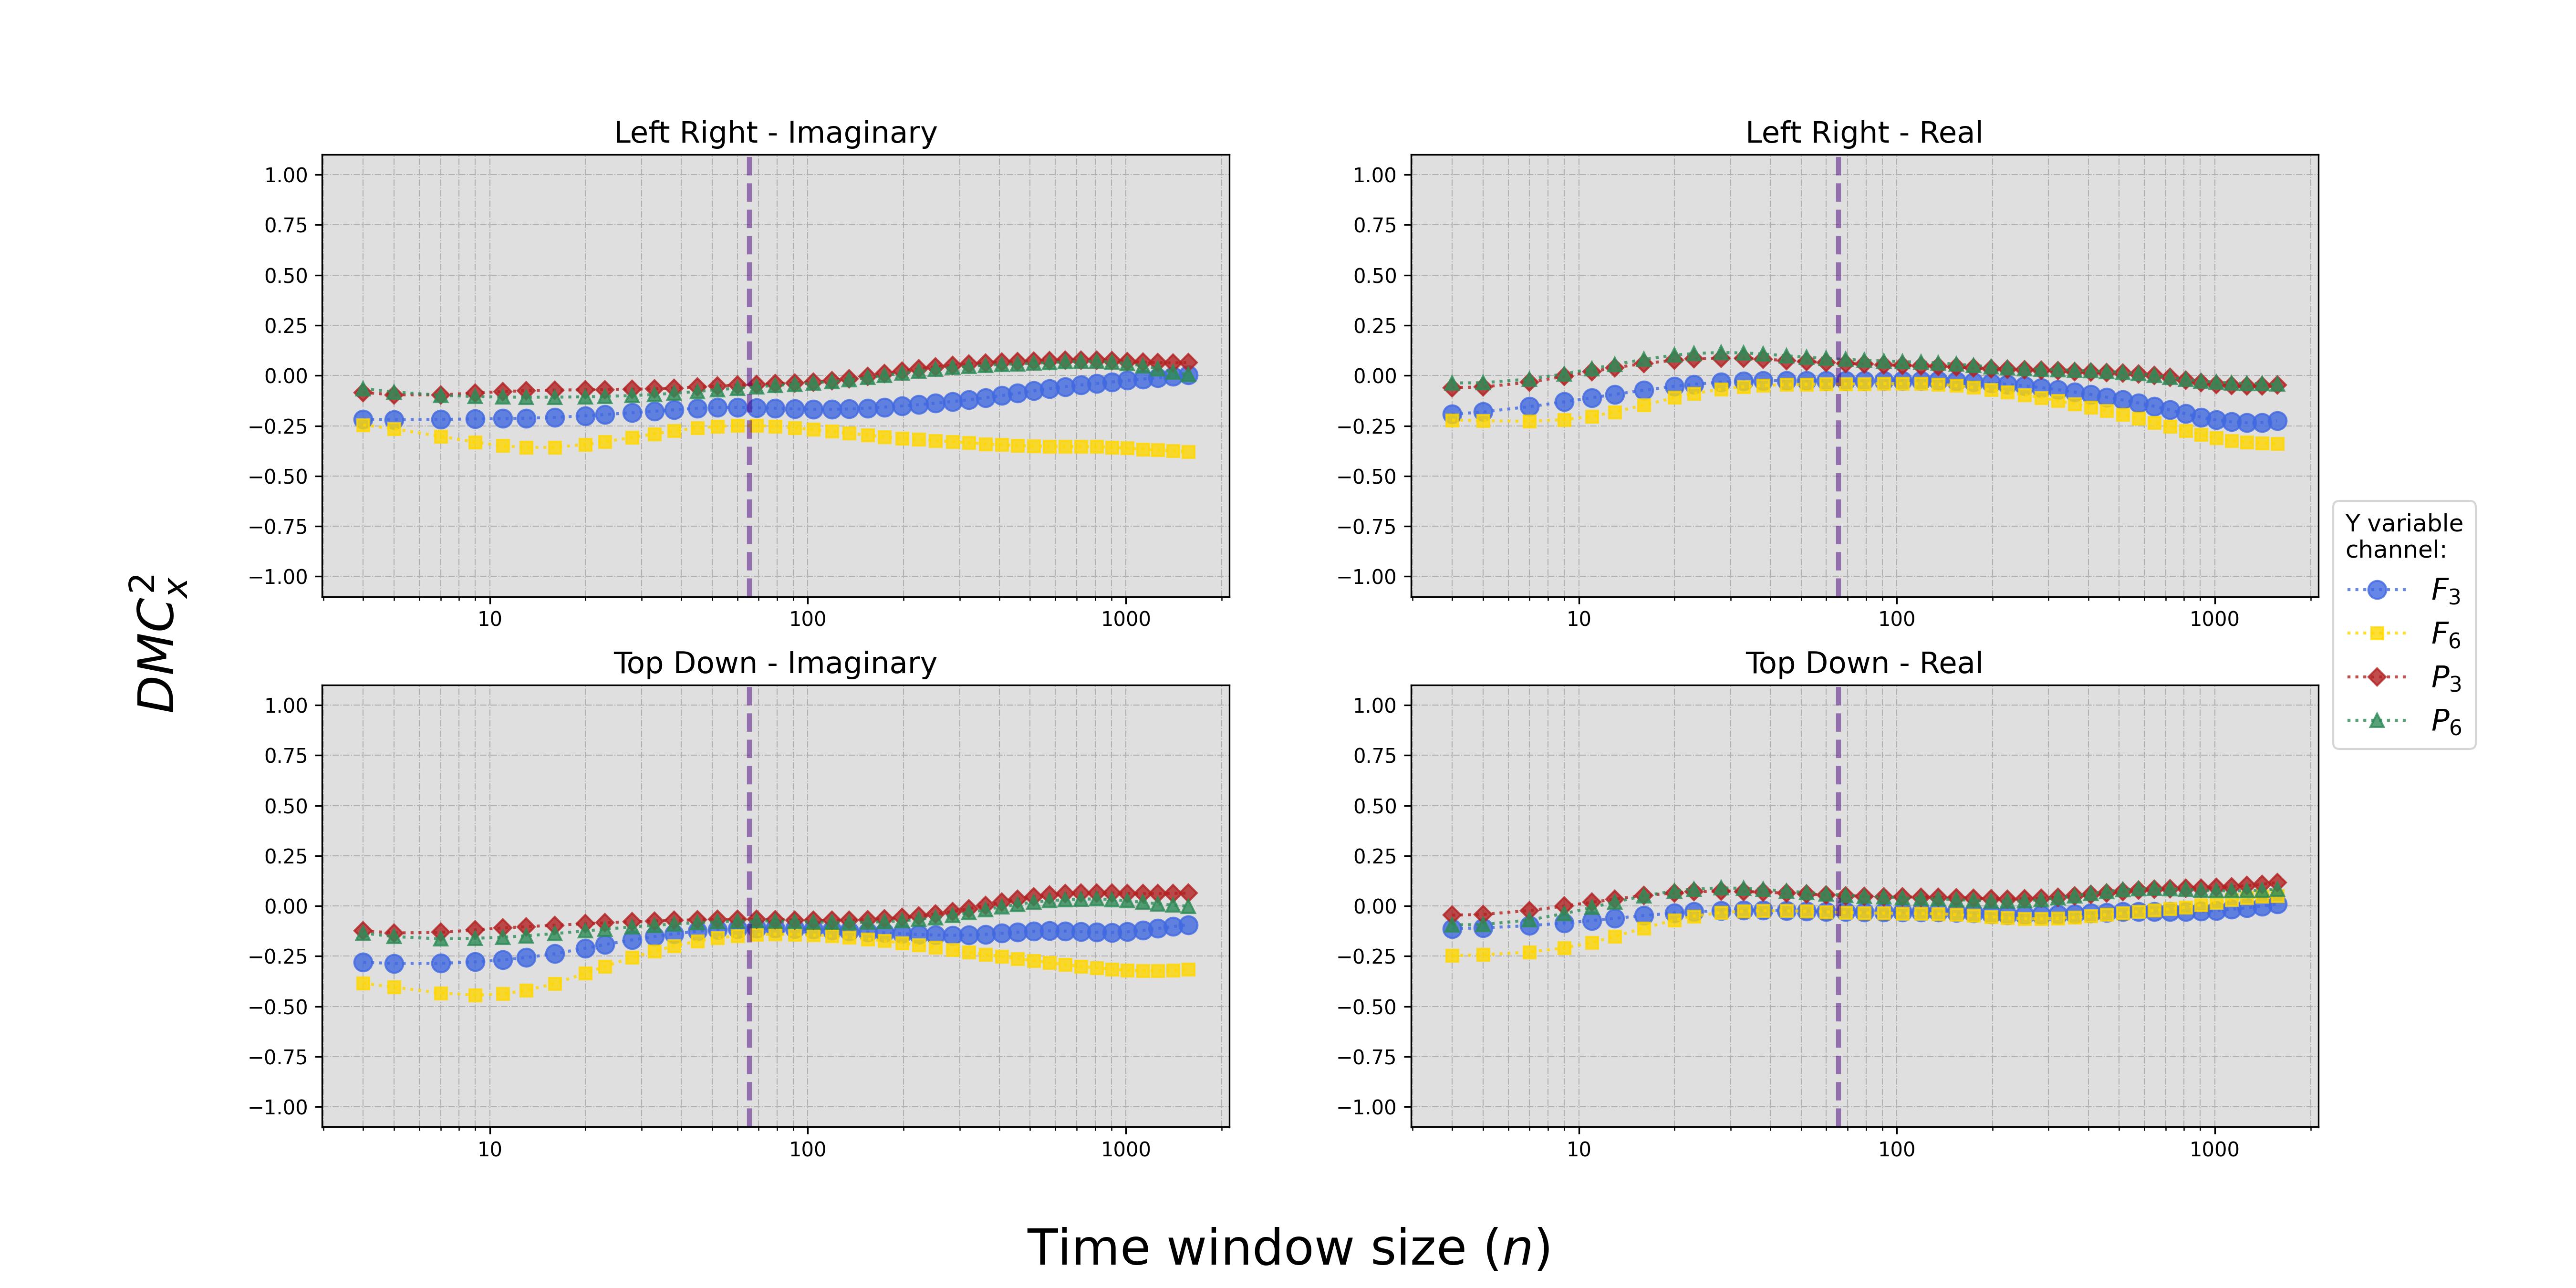 Left Right - Imaginary
1.00
0.75
0.50
0.25
0.00
−0.25
−0.50
−0.75
−1.00
10 100 1000
Left Right - Real
1.00
0.75
0.50
0.25
0.00
−0.25
−0.50
−0.75
−1.00
10 100 1000
Top Down - Imaginary
1.00
0.75
0.50
0.25
0.00
−0.25
−0.50
−0.75
−1.00
10 100 1000
Top Down - Real
1.00
0.75
0.50
0.25
0.00
−0.25
−0.50
−0.75
−1.00
10 100 1000
Y variable
channel:
F₃
F₆
P₃
P₆
DMC²ₓ
Time window size (n)